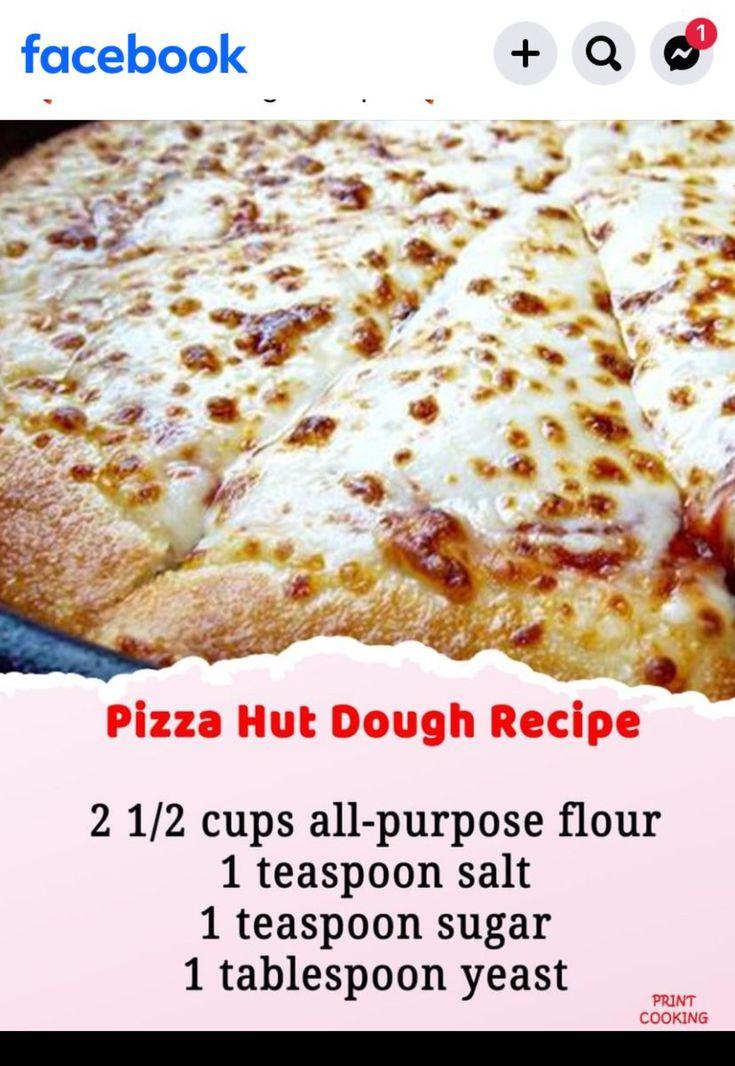 facebook
1
Pizza Hut Dough Recipe
2 1/2 cups all-purpose flour
1 teaspoon salt
1 teaspoon sugar
1 tablespoon yeast
PRINT
COOKING